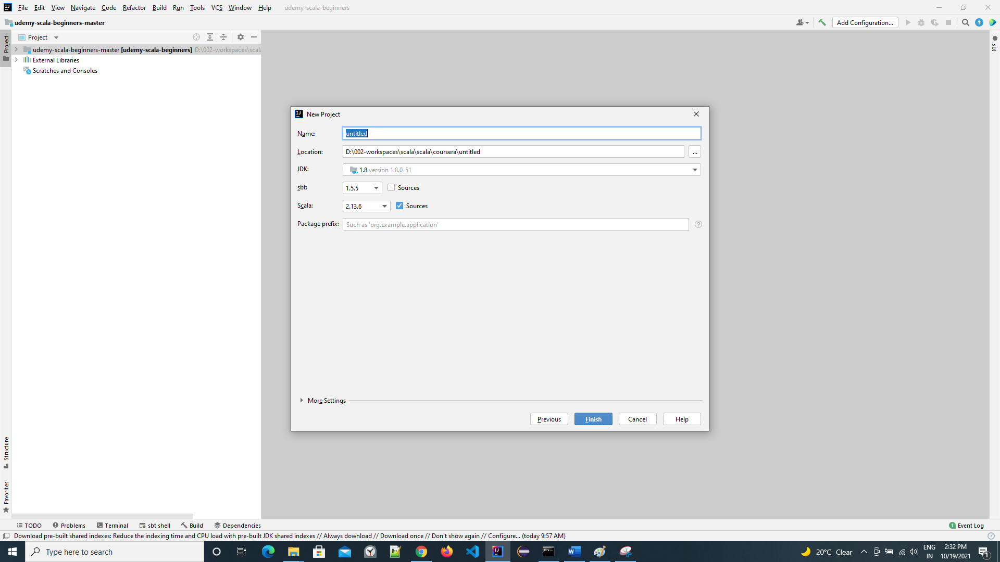 File Edit View Navigate Code Refactor Build Run Tools VCS Window Help udemy-scala-beginners
udemy-scala-beginners-master
Add Configuration...
Project
Project
udemy-scala-beginners-master [udemy-scala-beginners] D:\002-workspaces\scala
External Libraries
Scratches and Consoles
sbt
New Project
Name: untitled
Location: D:\002-workspaces\scala\scala\coursera\untitled
...
JDK: 1.8 version 1.8.0_51
sbt: 1.5.5 Sources
Scala: 2.13.6 Sources
Package prefix: Such as 'org.example.application'
?
More Settings
Previous Finish Cancel Help
Structure
Favorites
TODO Problems Terminal sbt shell Build Dependencies
1 Event Log
Download pre-built shared indexes: Reduce the indexing time and CPU load with pre-built JDK shared indexes // Always download // Download once // Don't show again // Configure... (today 9:57 AM)
Type here to search
20°C Clear
ENG
IN
2:32 PM
10/19/2021
1